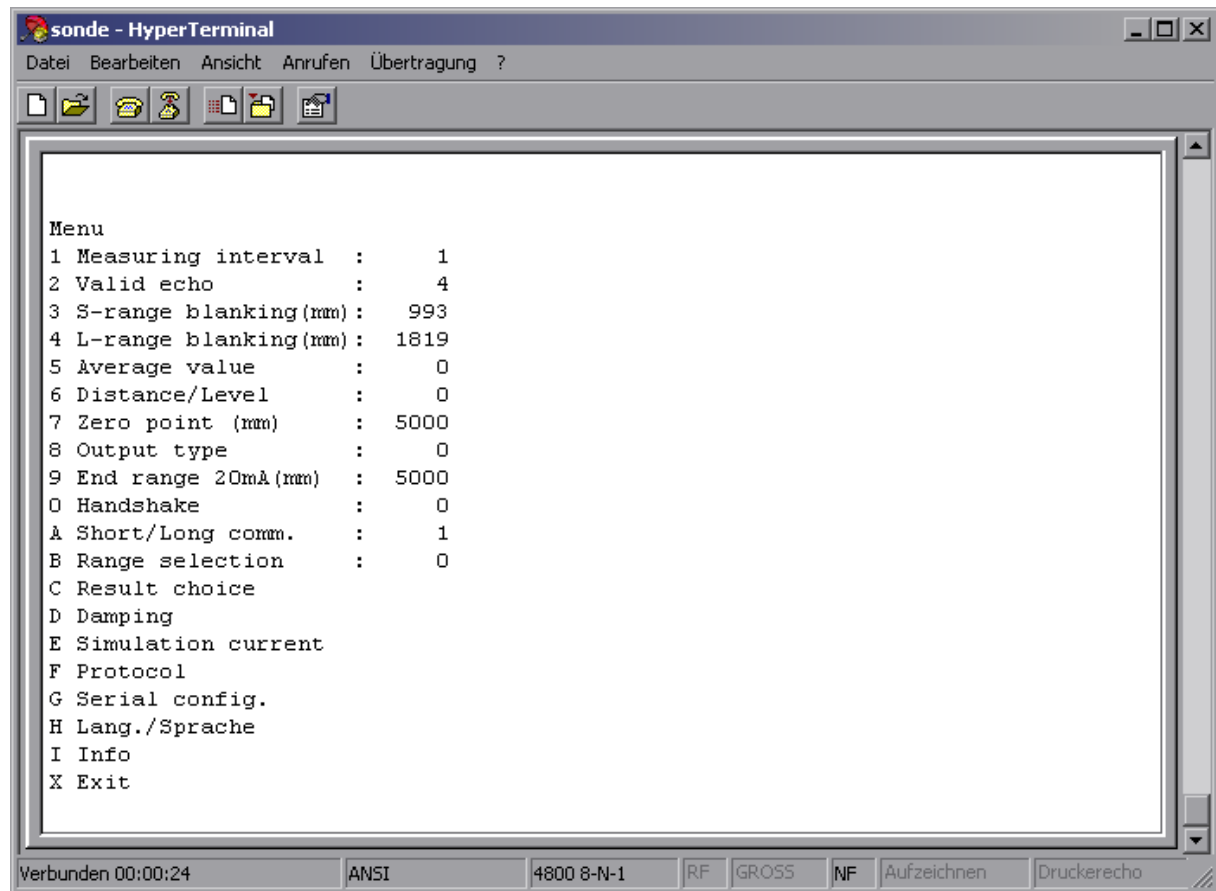 sonde - HyperTerminal
Datei Bearbeiten Ansicht Anrufen Übertragung ?
Menu
1 Measuring interval : 1
2 Valid echo : 4
3 S-range blanking(mm): 993
4 L-range blanking(mm): 1819
5 Average value : 0
6 Distance/Level : 0
7 Zero point (mm) : 5000
8 Output type : 0
9 End range 20mA(mm) : 5000
0 Handshake : 0
A Short/Long comm. : 1
B Range selection : 0
C Result choice
D Damping
E Simulation current
F Protocol
G Serial config.
H Lang./Sprache
I Info
X Exit
Verbunden 00:00:24 ANSI 4800 8-N-1 RF GROSS NF Aufzeichnen Druckerecho